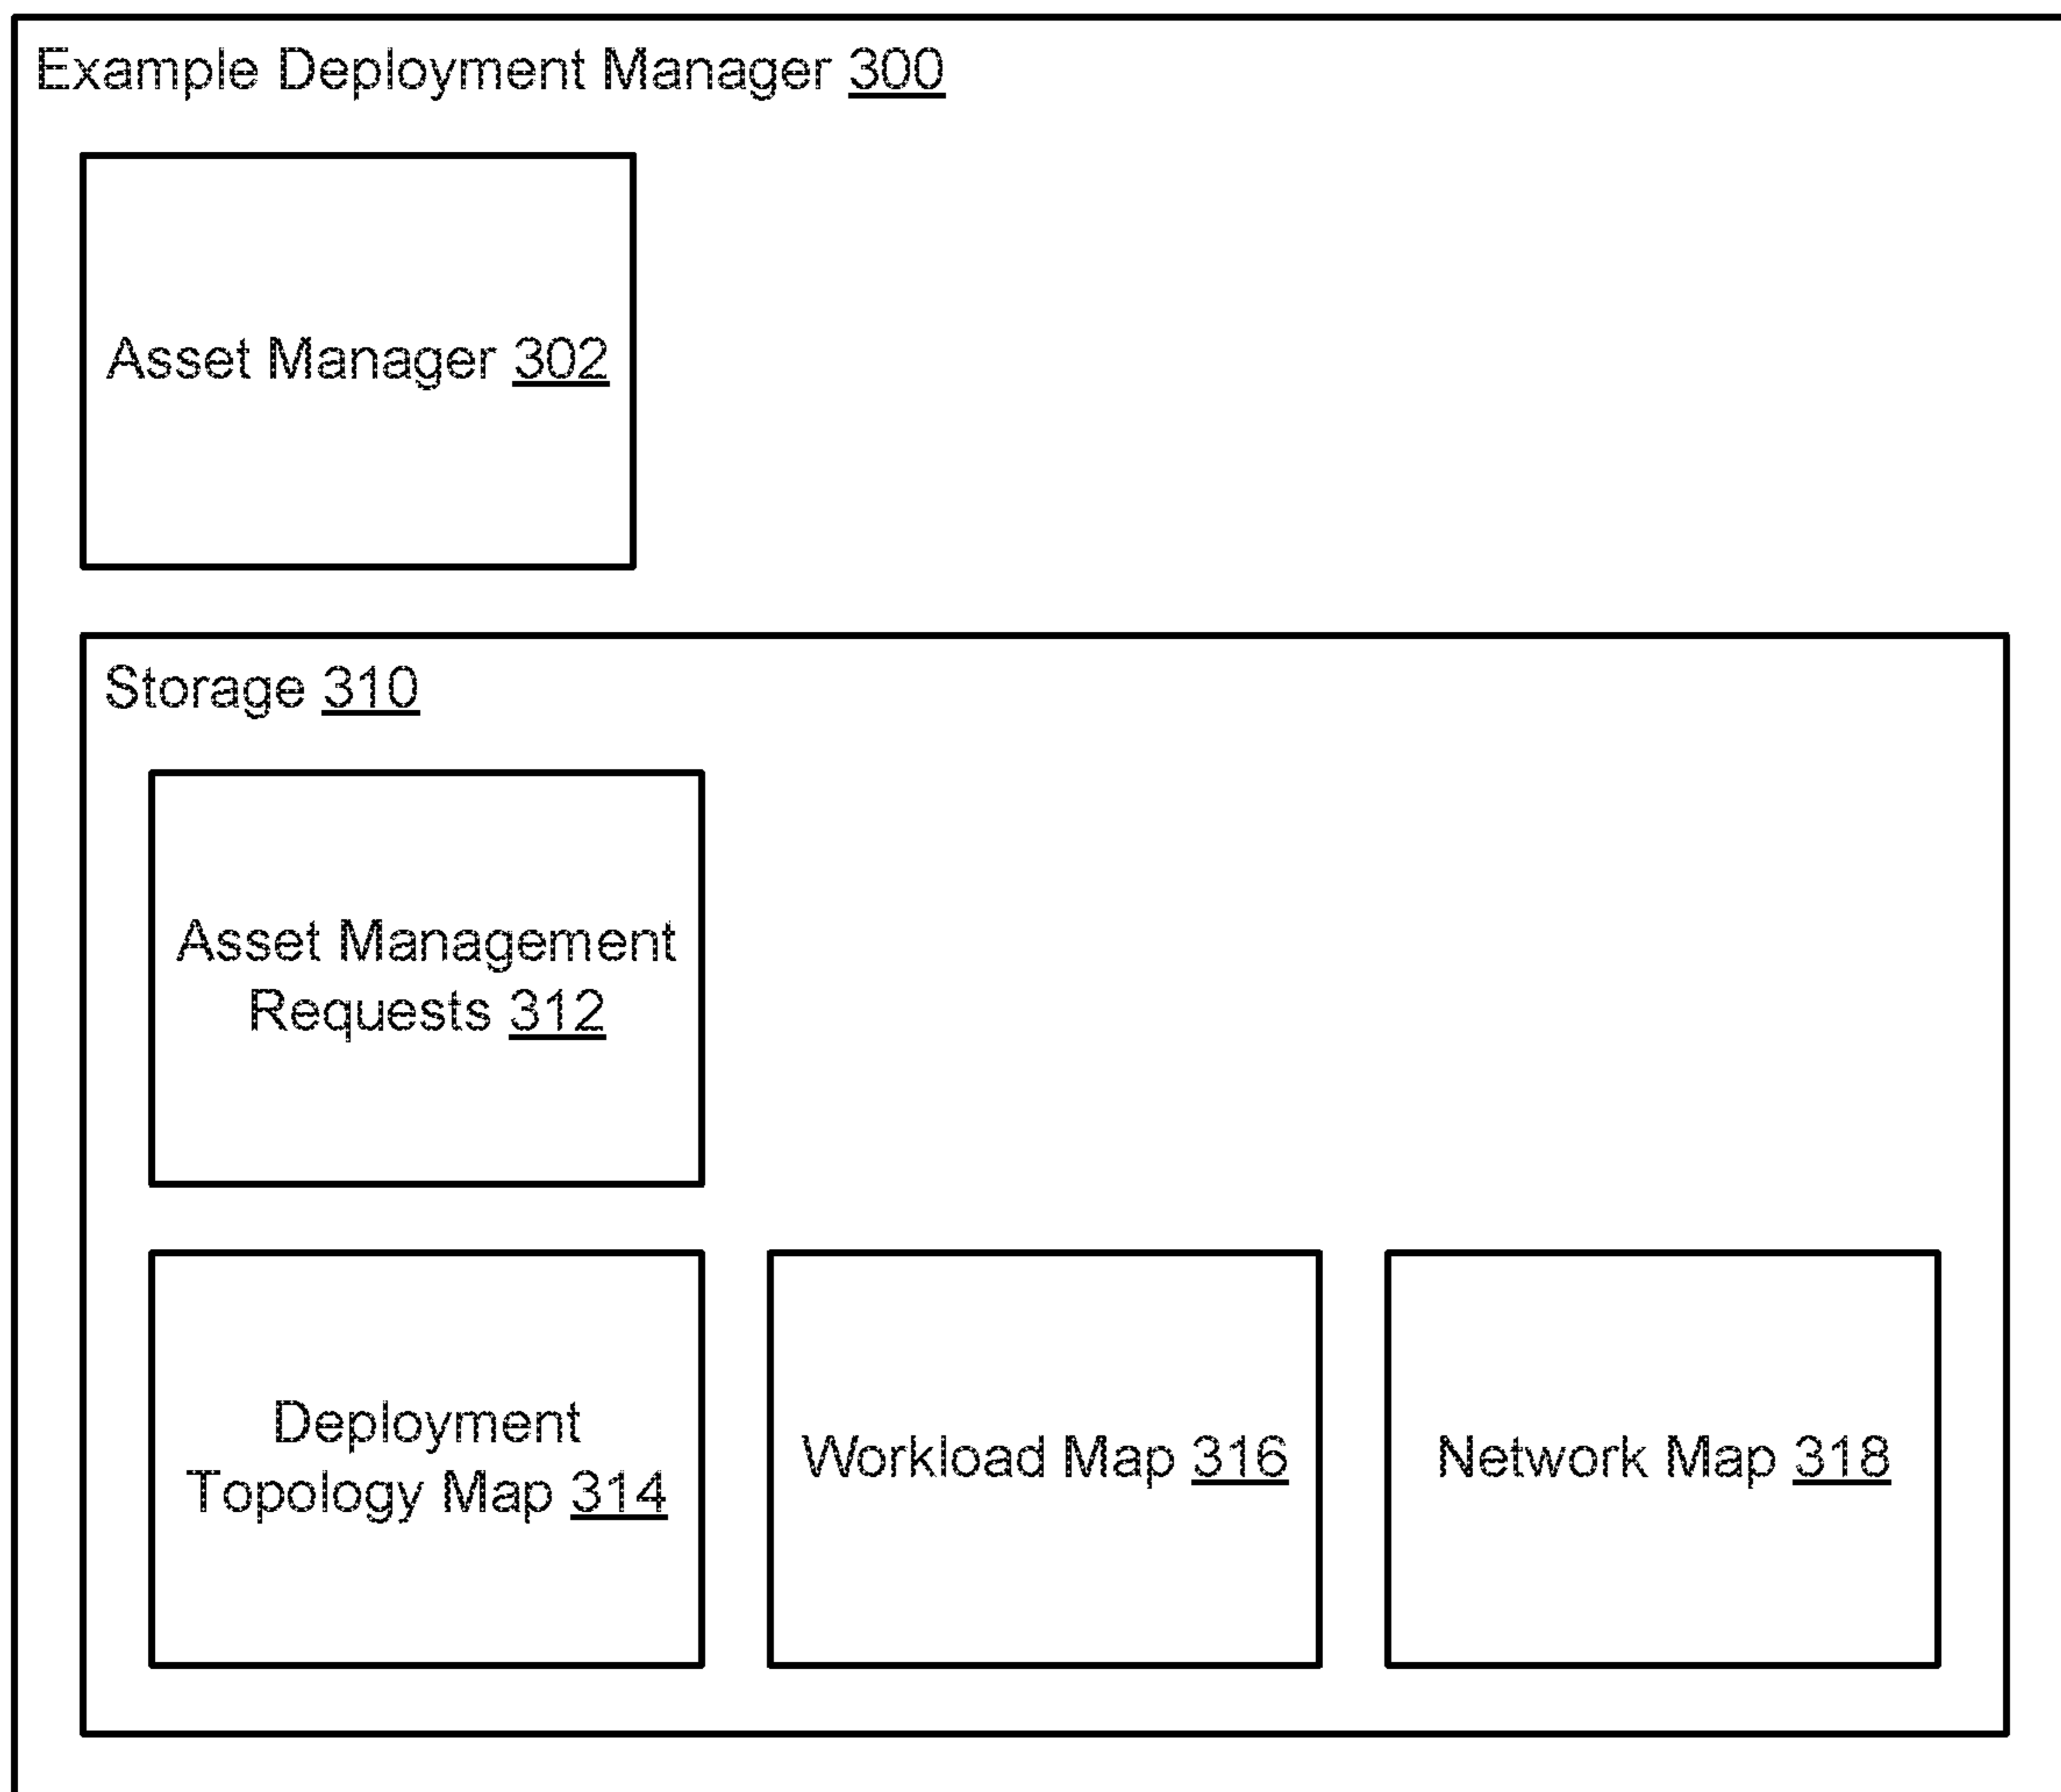 Example Deployment Manager 300
Asset Manager 302
Storage 310
Asset Management
Requests 312
Deployment
Topology Map 314
Workload Map 316
Network Map 318